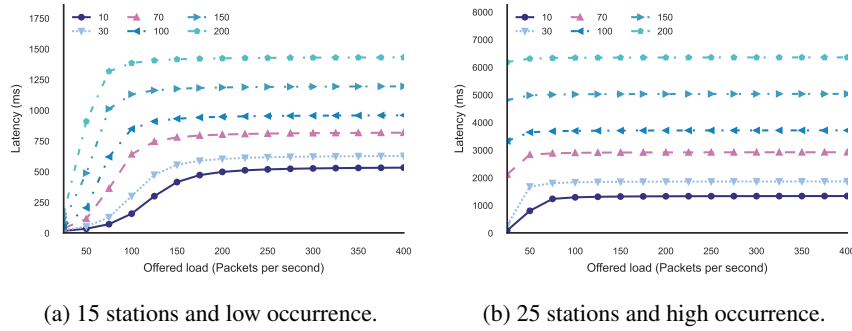 10 70 150
30 100 200
1750
1500
1250
1000
750
500
250
0
Latency (ms)
50 100 150 200 250 300 350 400
Offered load (Packets per second)
(a) 15 stations and low occurrence.
10 70 150
30 100 200
8000
7000
6000
5000
4000
3000
2000
1000
0
Latency (ms)
50 100 150 200 250 300 350 400
Offered load (Packets per second)
(b) 25 stations and high occurrence.